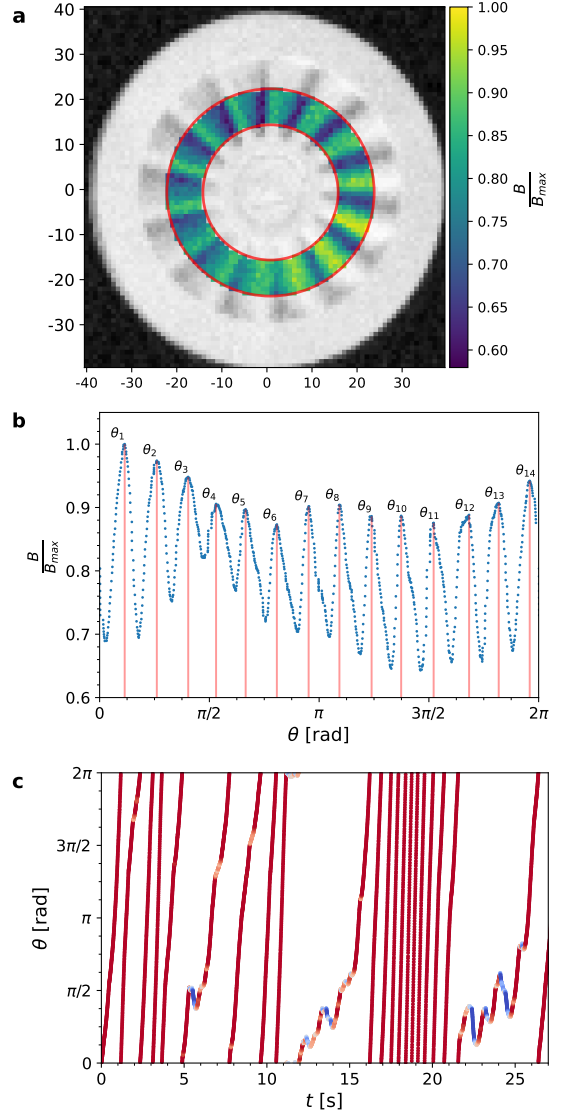 a
40
30
20
10
0
-10
-20
-30
-40 -30 -20 -10 0 10 20 30
1.00
0.95
0.90
0.85
0.80
0.75
0.70
0.65
0.60
B
B_max
b
1.0
0.9
0.8
0.7
0.6
B
B_max
θ₁ θ₂ θ₃ θ₄ θ₅ θ₆ θ₇ θ₈ θ₉ θ₁₀ θ₁₁ θ₁₂ θ₁₃ θ₁₄
0 π/2 π 3π/2 2π
θ [rad]
c
2π
3π/2
π
π/2
0
θ [rad]
0 5 10 15 20 25
t [s]